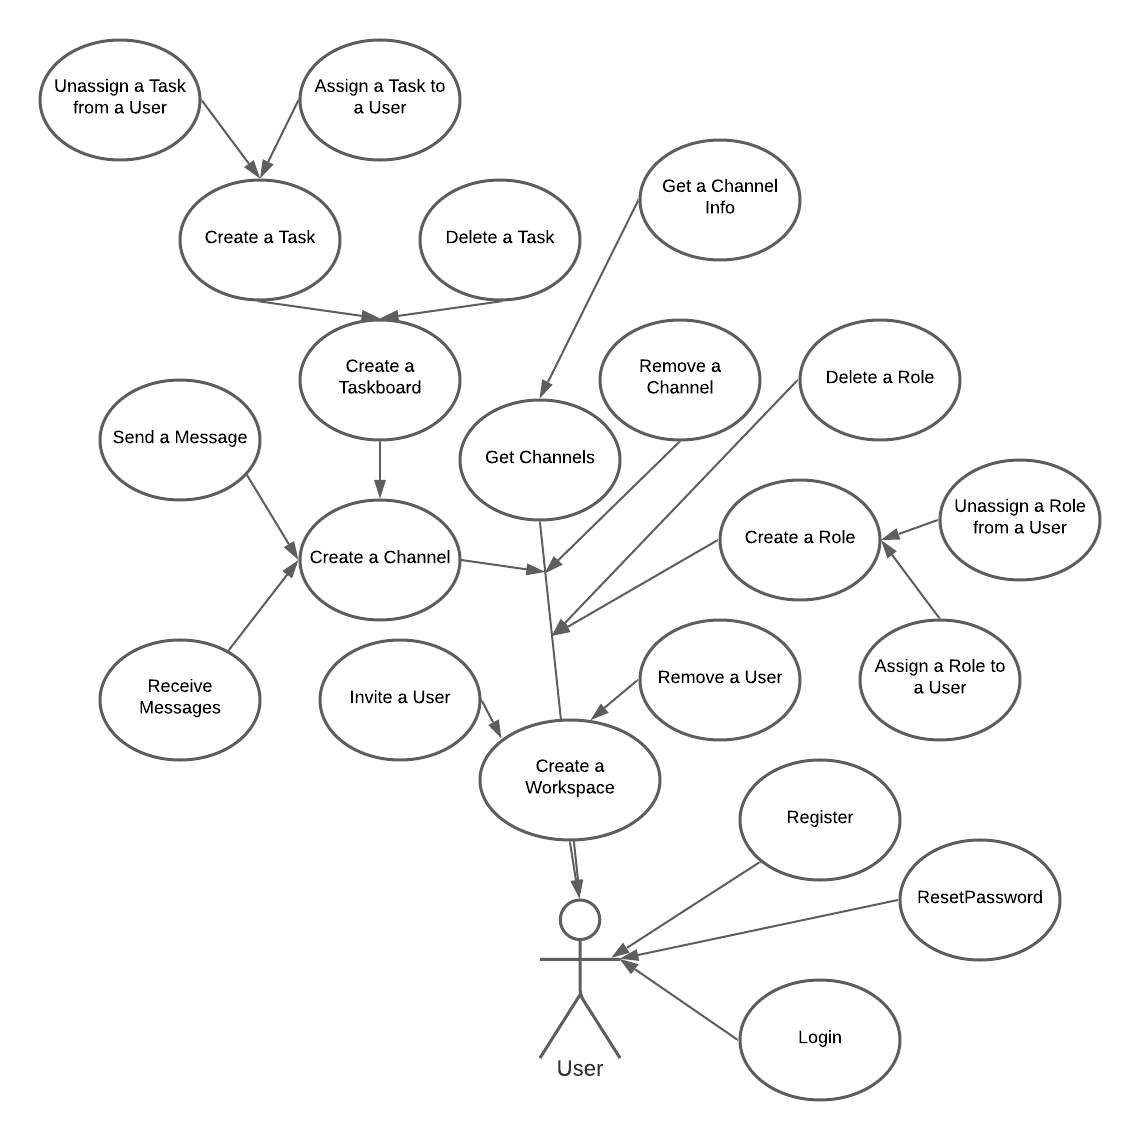 Unassign a Task
from a User
Assign a Task to
a User
Get a Channel
Info
Create a Task
Delete a Task
Create a
Taskboard
Remove a
Channel
Delete a Role
Send a Message
Get Channels
Create a Channel
Create a Role
Unassign a Role
from a User
Receive
Messages
Invite a User
Remove a User
Assign a Role to
a User
Create a
Workspace
Register
ResetPassword
Login
User